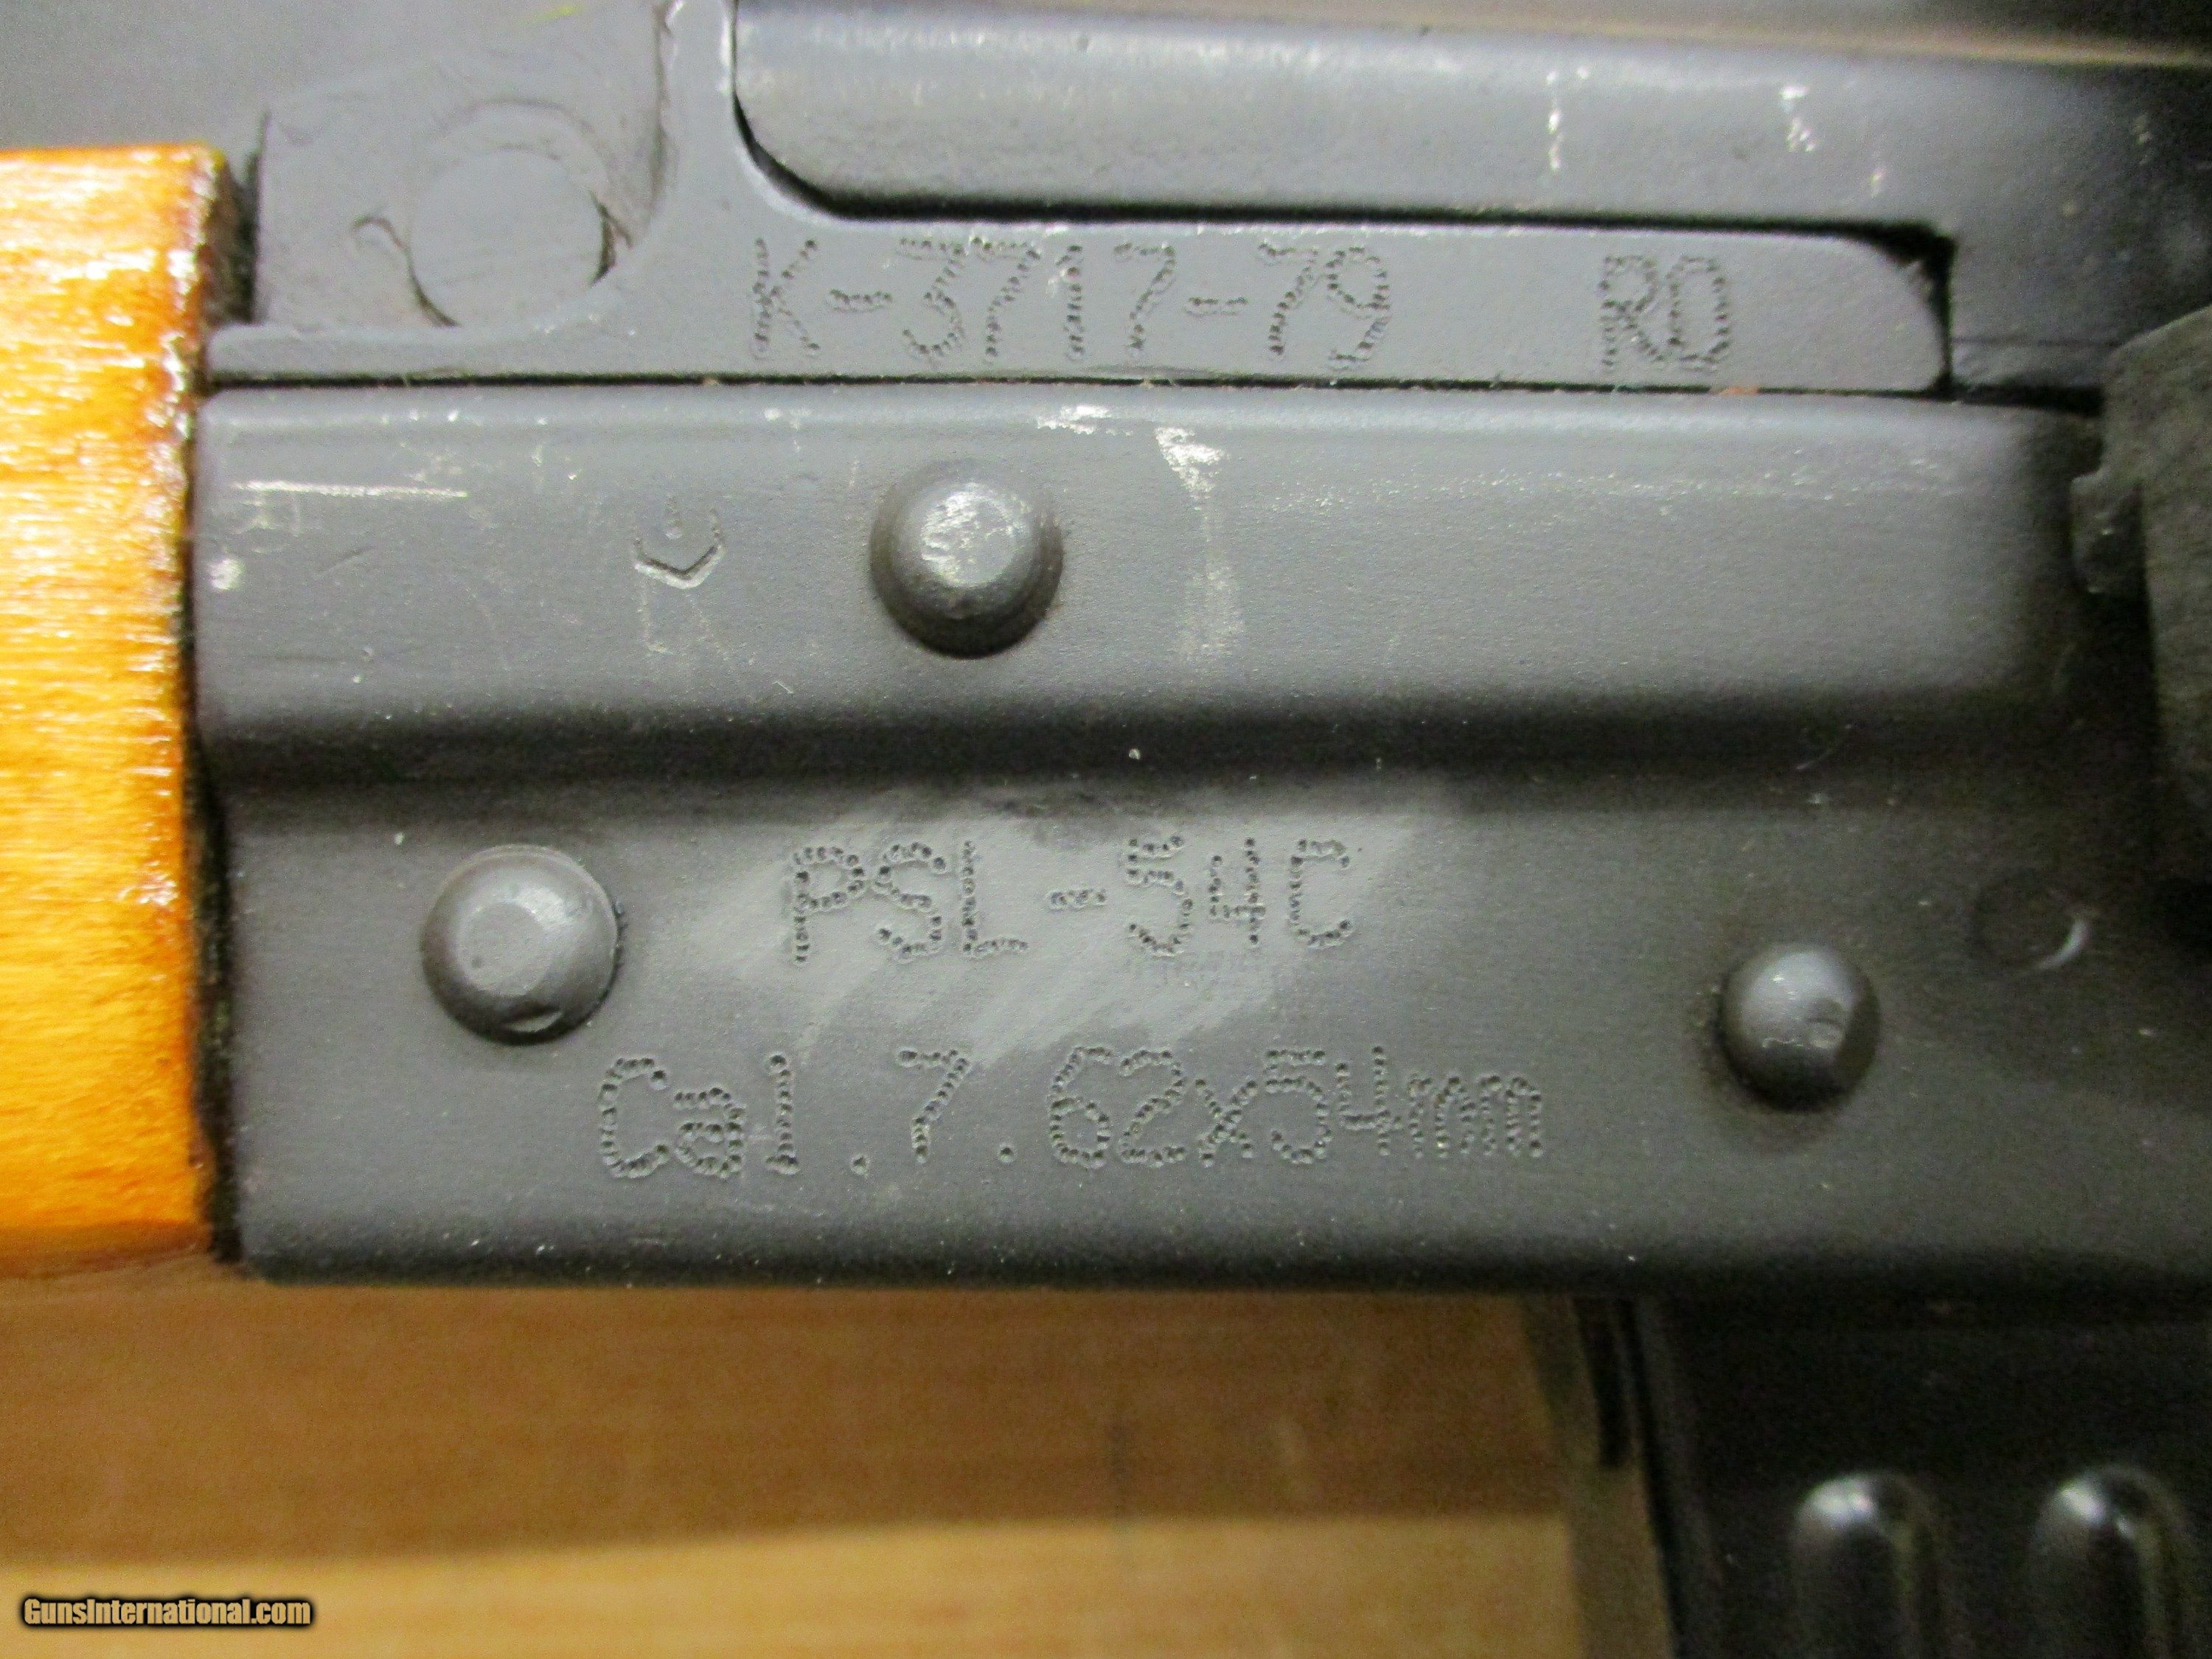 K-3717-79 RO
PSL-54C
Cal.7.62x54mm
GunsInternational.com